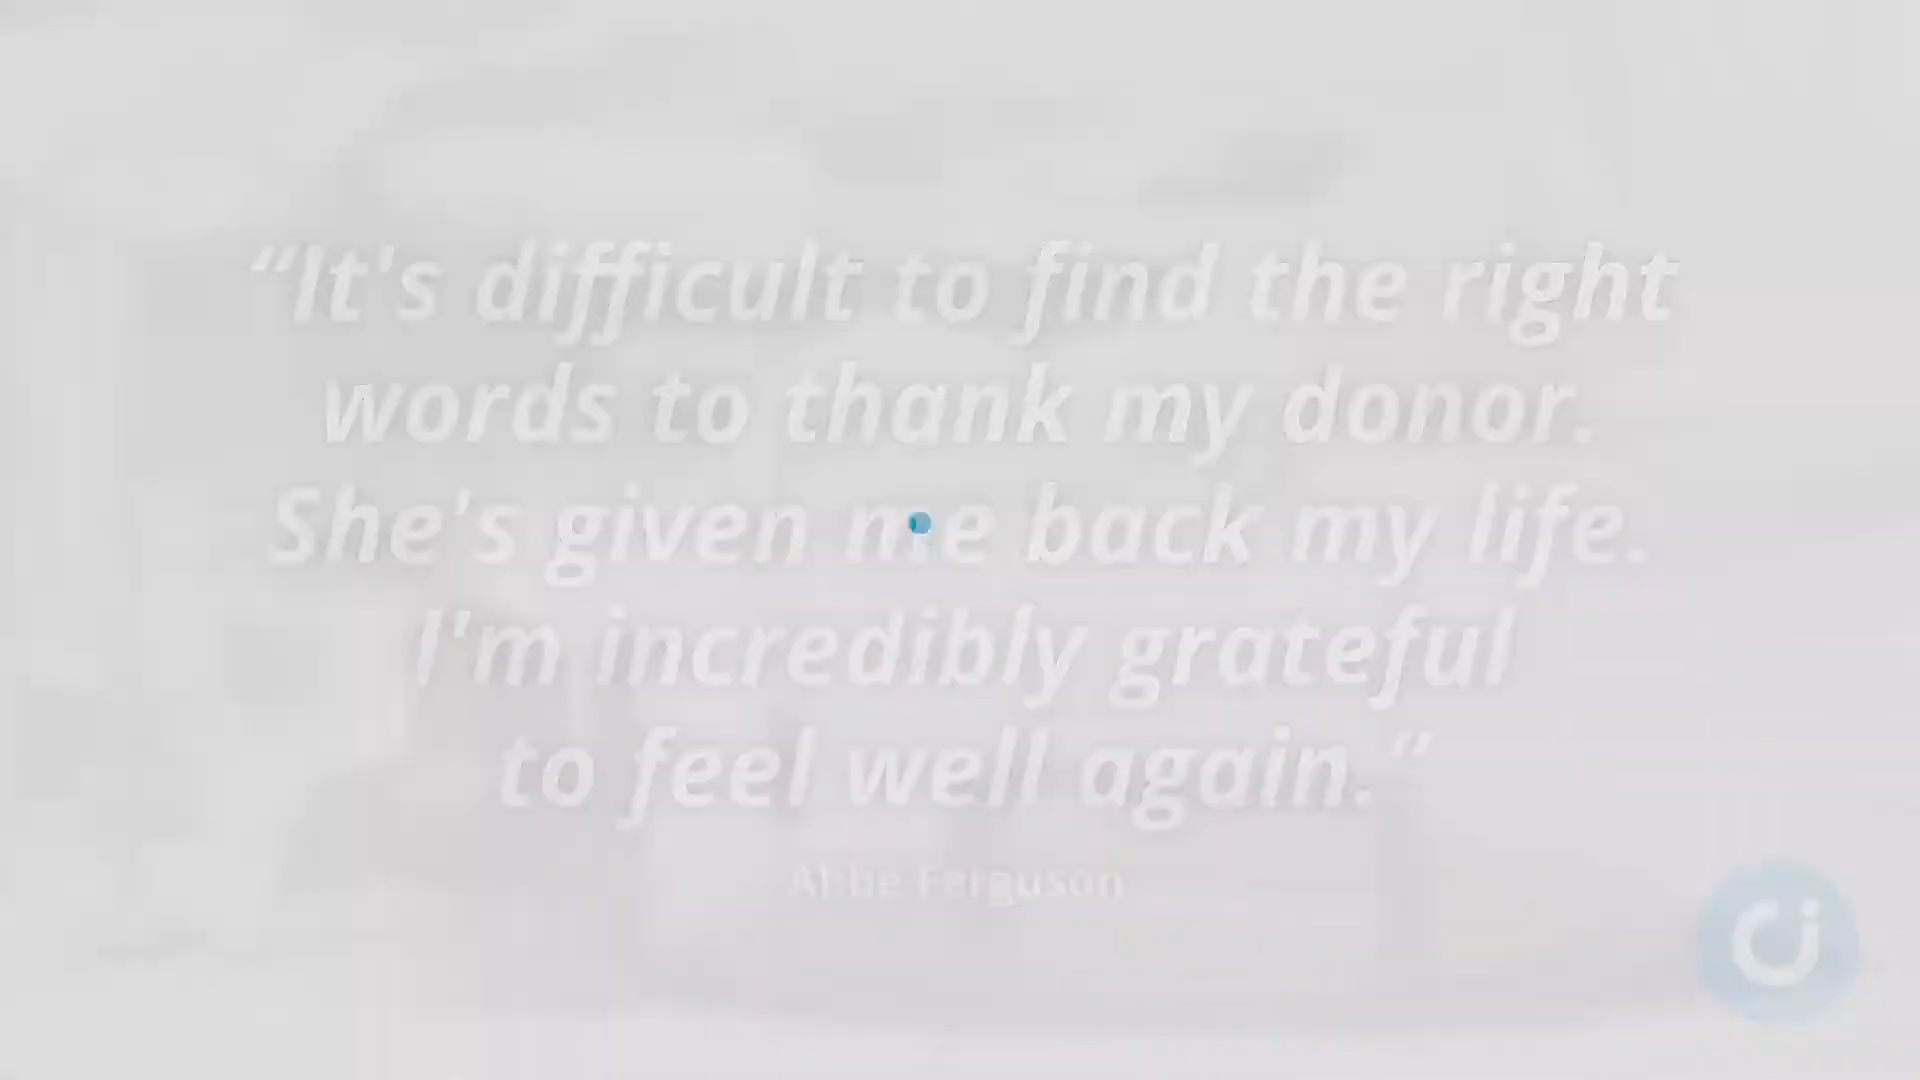 “It's difficult to find the right
words to thank my donor.
She's given me back my life.
I'm incredibly grateful
to feel well again.”
Abbe Ferguson